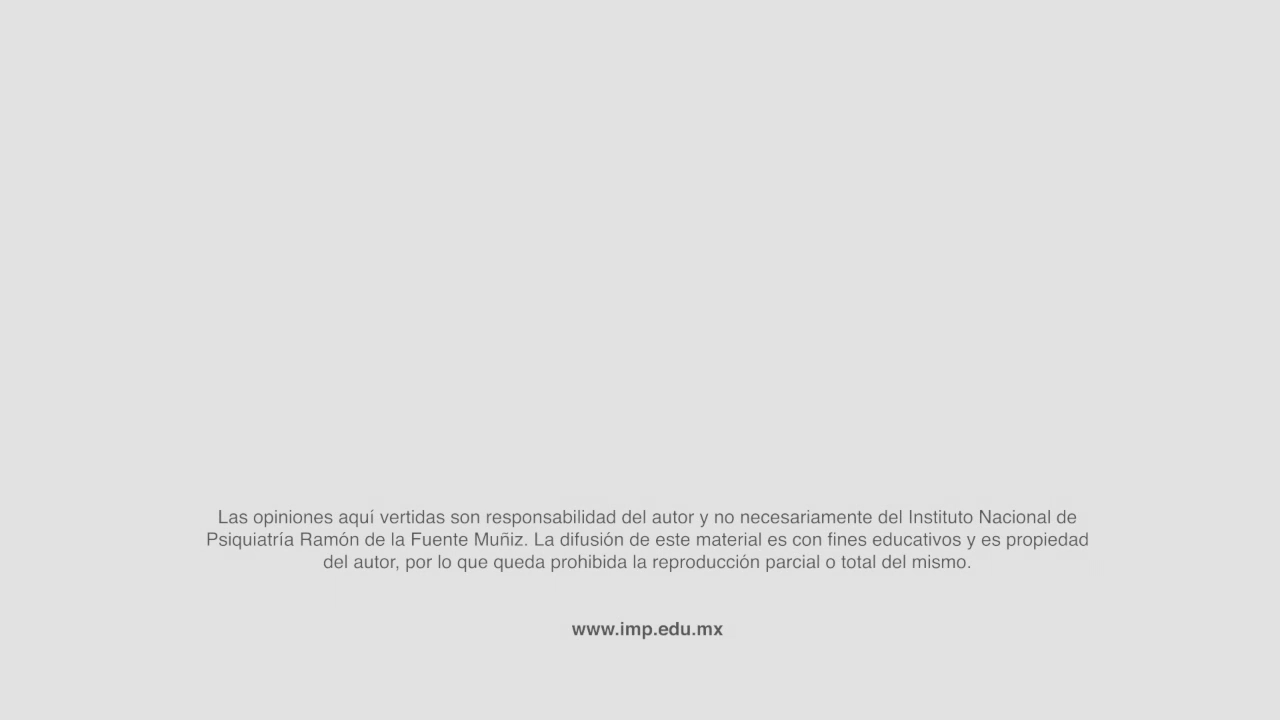 Las opiniones aquí vertidas son responsabilidad del autor y no necesariamente del Instituto Nacional de
Psiquiatría Ramón de la Fuente Muñiz. La difusión de este material es con fines educativos y es propiedad
del autor, por lo que queda prohibida la reproducción parcial o total del mismo.
www.imp.edu.mx